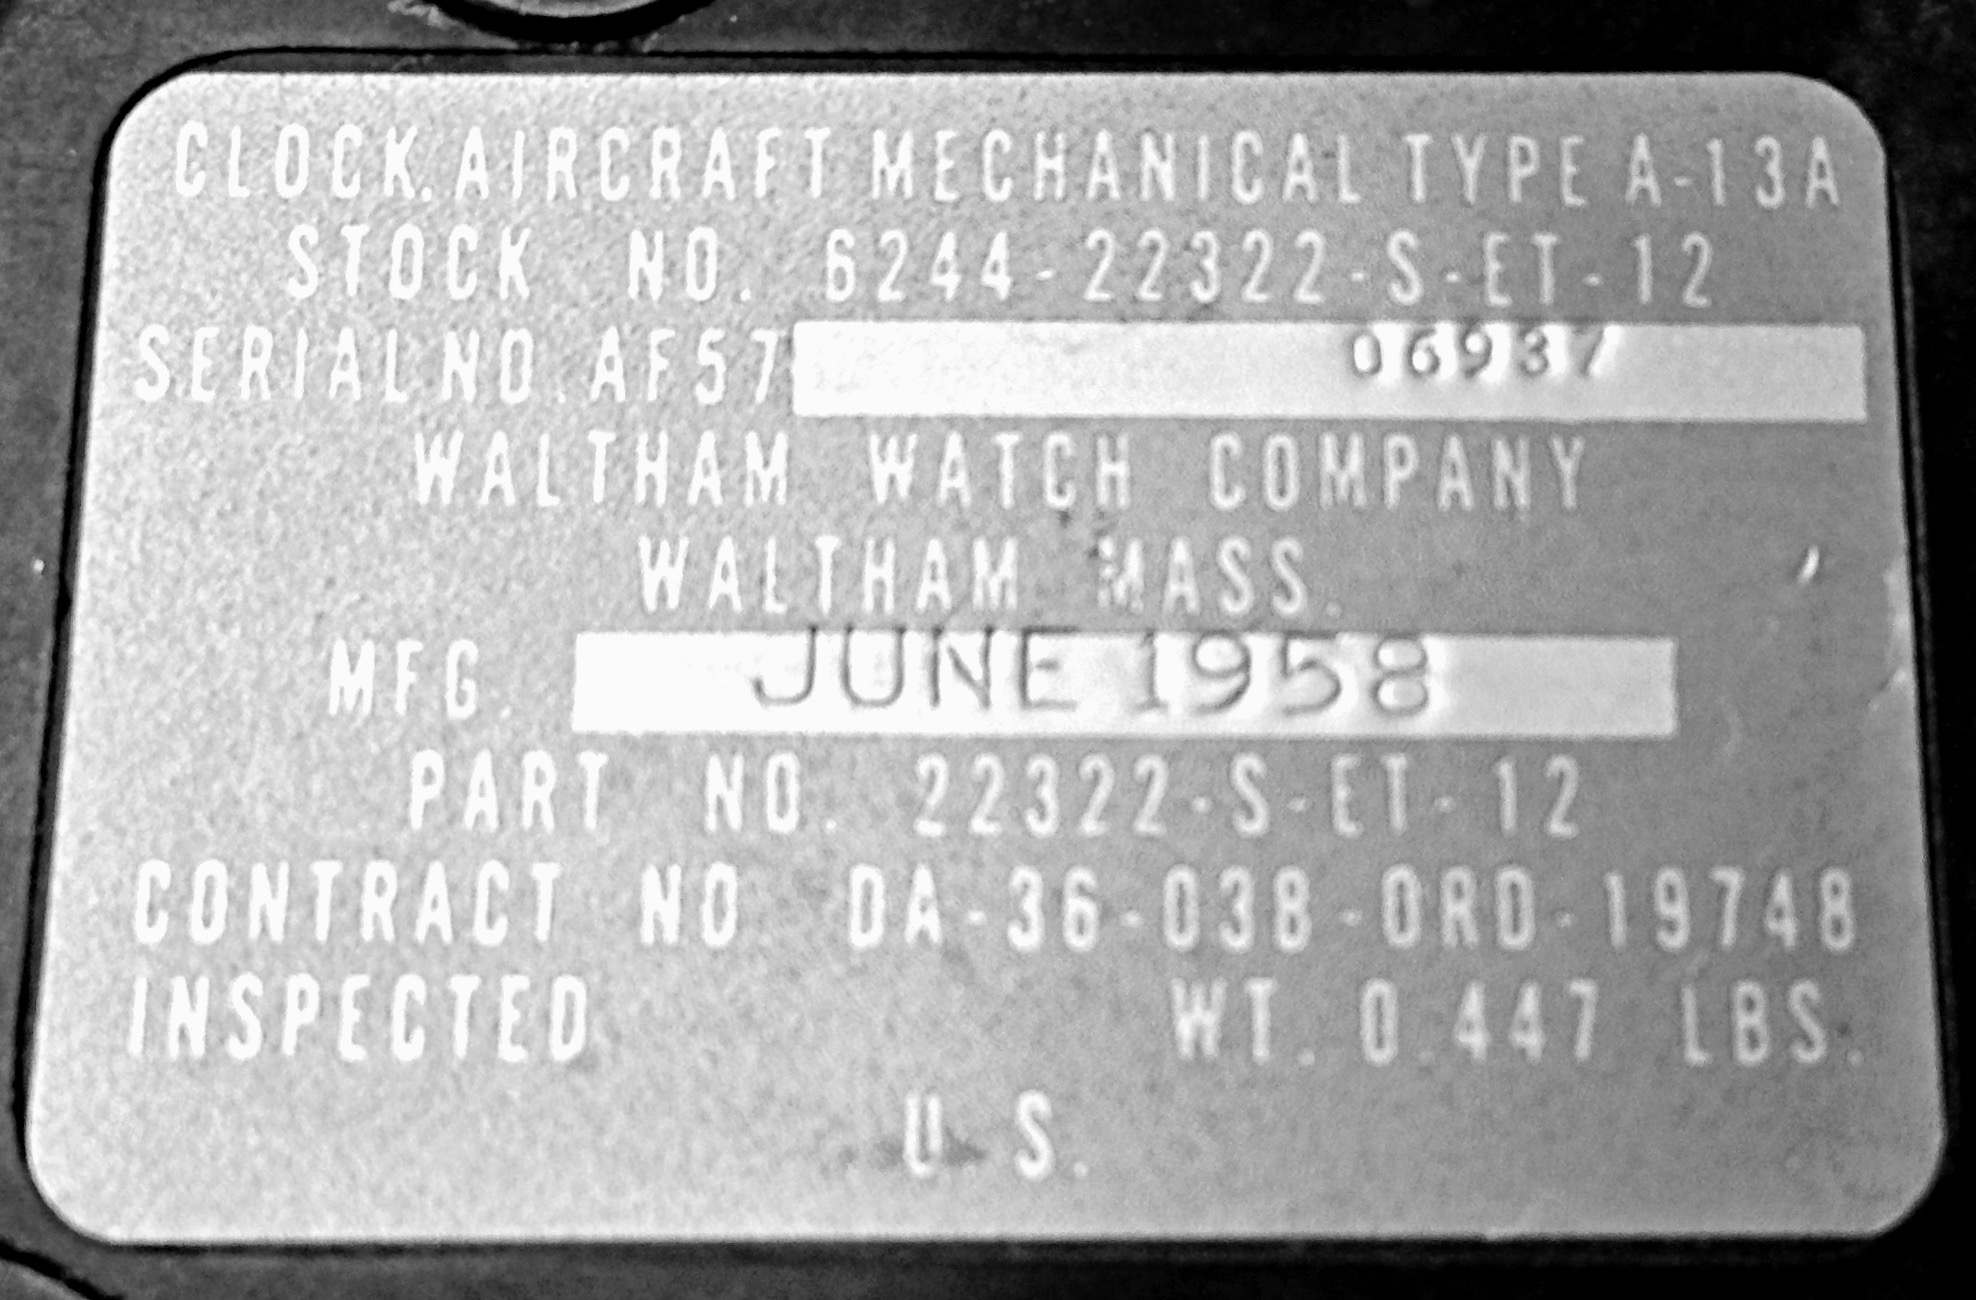 CLOCK, AIRCRAFT MECHANICAL TYPE A-13A
STOCK NO. 6244-22322-S-ET-12
SERIAL NO. AF57 06937
WALTHAM WATCH COMPANY
WALTHAM MASS.
MFG. JUNE 1958
PART NO. 22322-S-ET-12
CONTRACT NO DA-36-038-ORD-19748
INSPECTED WT. 0.447 LBS.
U.S.